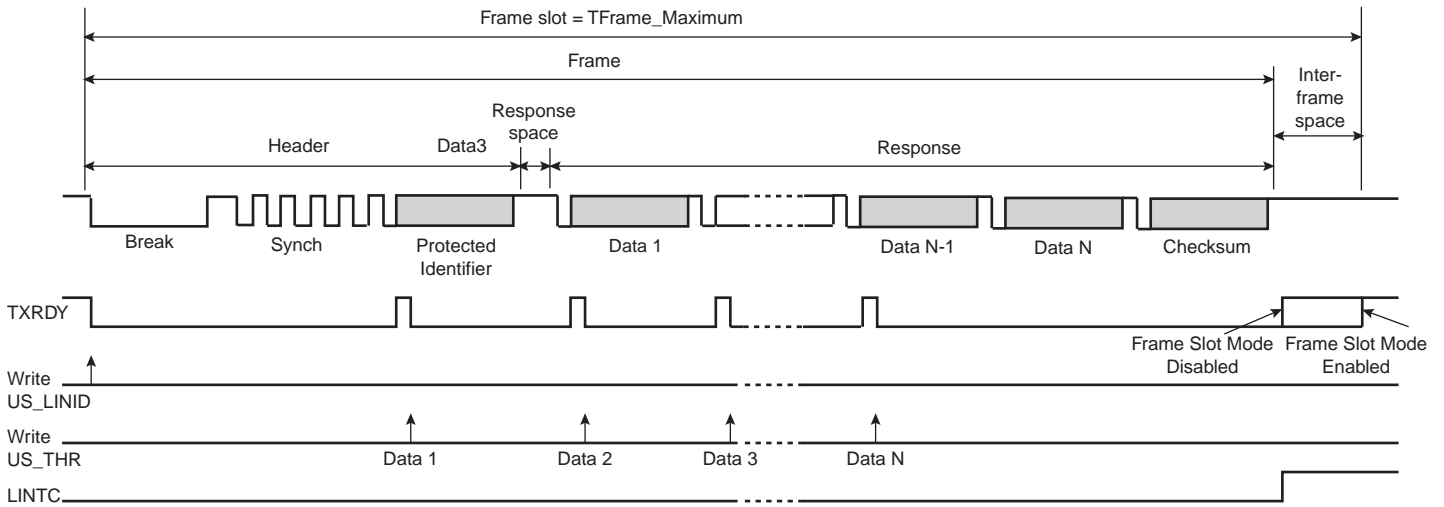 Frame slot = TFrame_Maximum
Frame
Inter-
frame
space
Response
space
Header
Data3
Response
Break
Synch
Protected
Identifier
Data 1
Data N-1
Data N
Checksum
TXRDY
Frame Slot Mode
Disabled
Frame Slot Mode
Enabled
Write
US_LINID
Write
US_THR
Data 1
Data 2
Data 3
Data N
LINTC